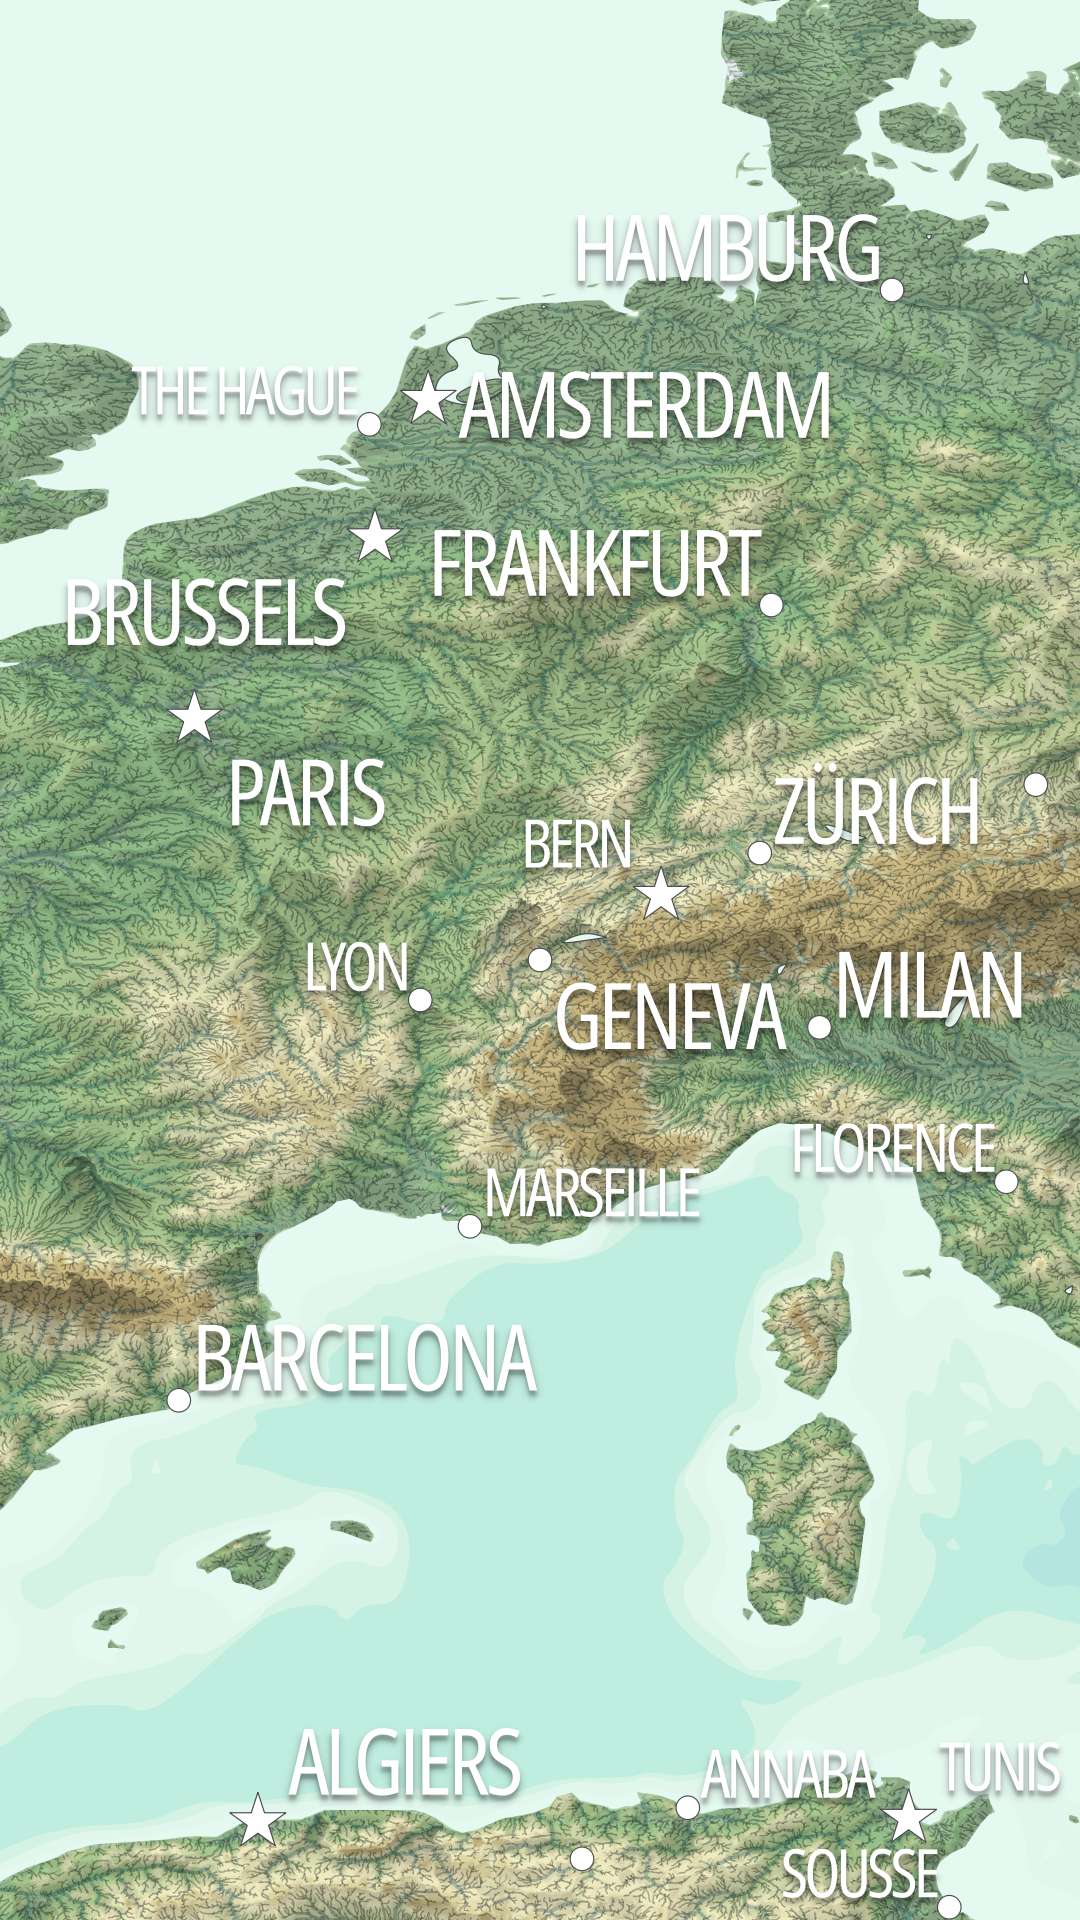 HAMBURG
THE HAGUE
AMSTERDAM
FRANKFURT
BRUSSELS
PARIS
ZÜRICH
BERN
LYON
MILAN
GENEVA
FLORENCE
MARSEILLE
BARCELONA
ALGIERS
ANNABA
TUNIS
SOUSSE